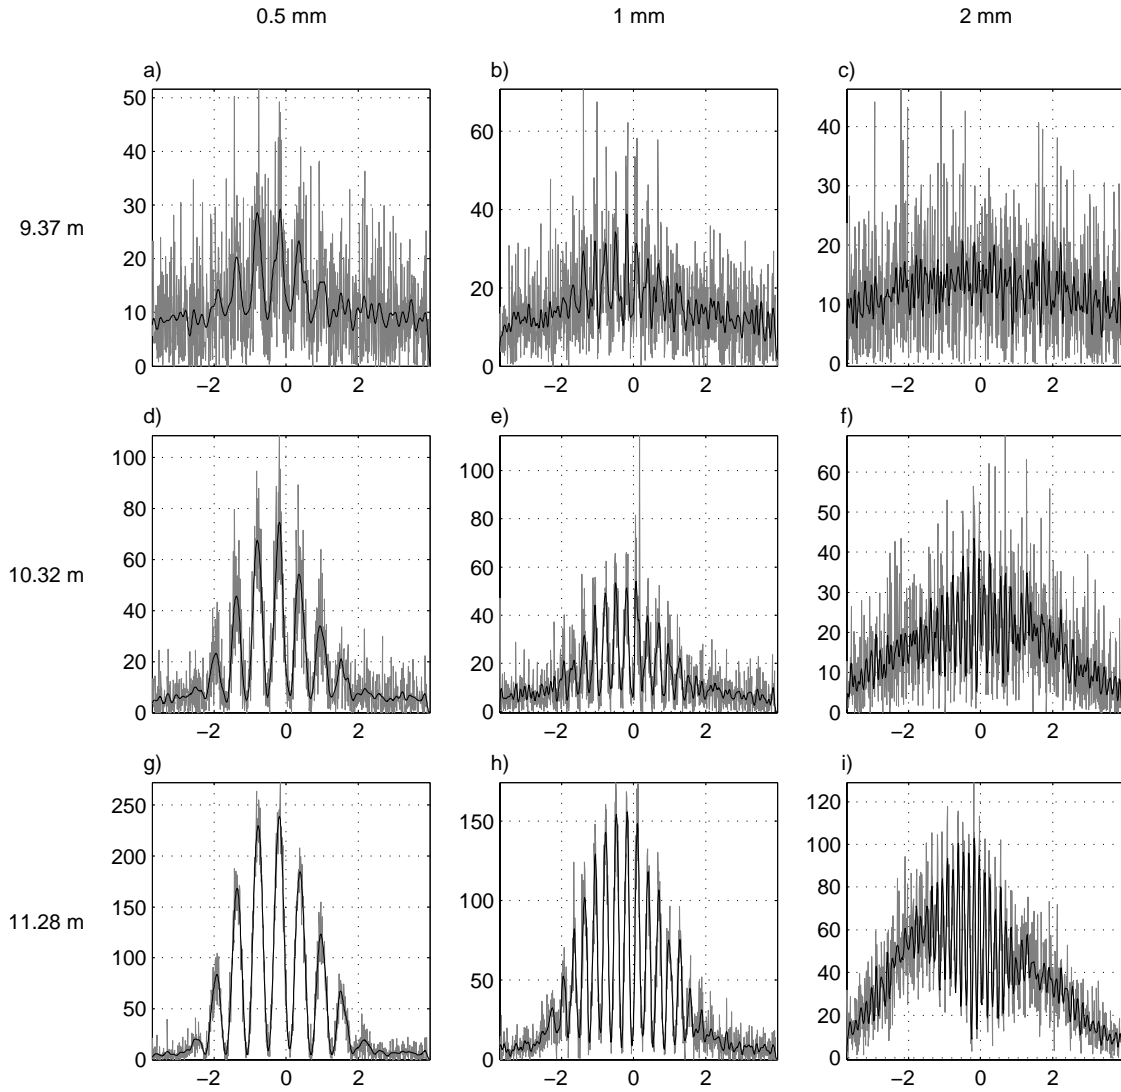 0.5 mm 1 mm 2 mm
a) b) c)
50 60 40
40 30
30 40 20
20 20 10
10 0
0 0
−2 0 2 −2 0 2 −2 0 2
9.37 m
d) e) f)
100 100 60
80 80 50
60 60 40
40 40 30
20 20 20
0 0 10
0
−2 0 2 −2 0 2 −2 0 2
10.32 m
g) h) i)
250 150 120
200 100 100
150 50 80
100 0 60
50 40
0 20
0
−2 0 2 −2 0 2 −2 0 2
11.28 m